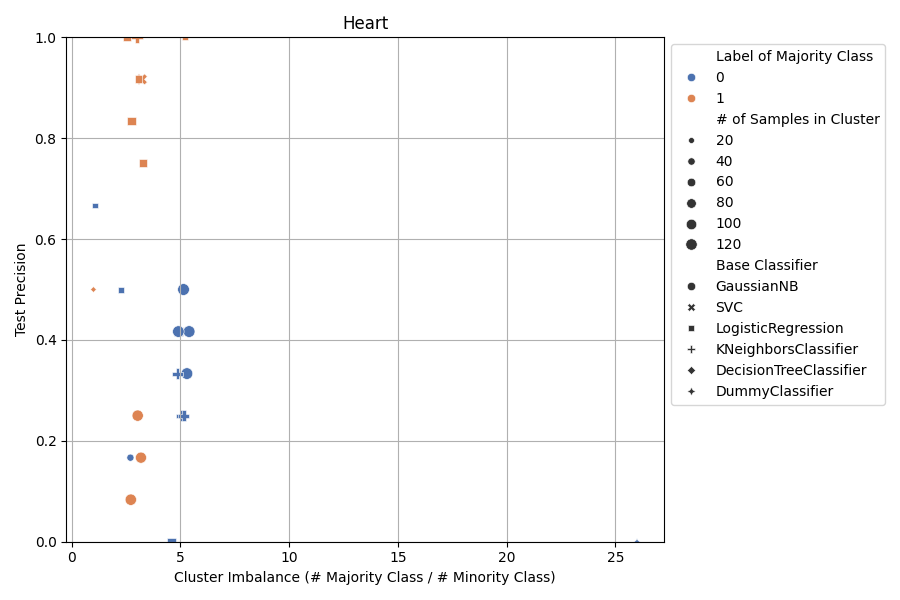 Heart
1.0
0.8
0.6
0.4
0.2
0.0
Test Precision
0 5 10 15 20 25
Cluster Imbalance (# Majority Class / # Minority Class)
Label of Majority Class
0
1
# of Samples in Cluster
20
40
60
80
100
120
Base Classifier
GaussianNB
SVC
LogisticRegression
KNeighborsClassifier
DecisionTreeClassifier
DummyClassifier